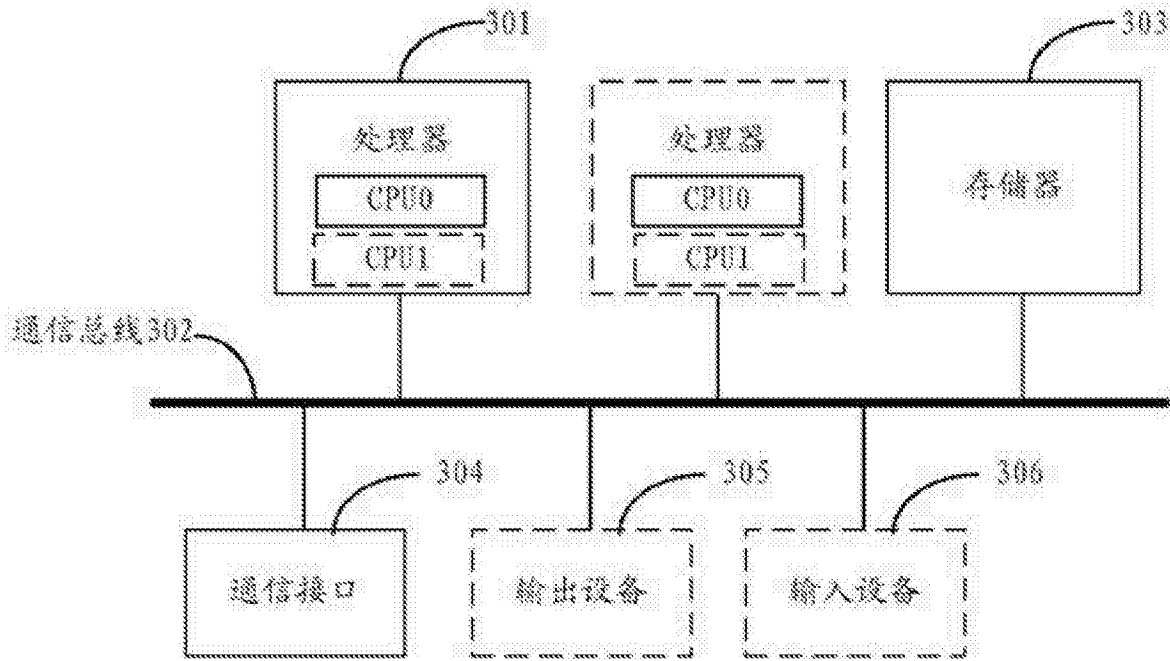 301
303
处理器
处理器
存储器
CPU0
CPU0
CPU1
CPU1
通信总线302
304
305
306
通信接口
输出设备
输入设备